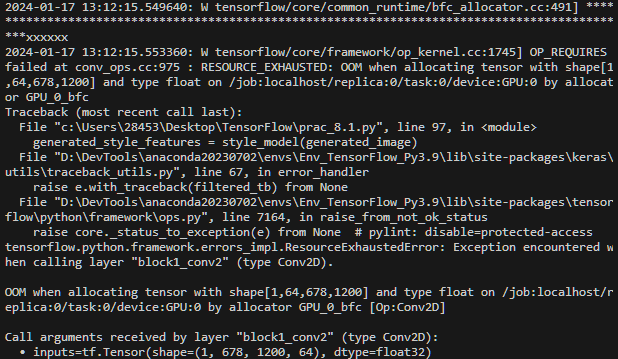 2024-01-17 13:12:15.549640: W tensorflow/core/common_runtime/bfc_allocator.cc:491] ****
************************************************************************************
***xxxxxx
2024-01-17 13:12:15.553360: W tensorflow/core/framework/op_kernel.cc:1745] OP_REQUIRES
failed at conv_ops.cc:975 : RESOURCE_EXHAUSTED: OOM when allocating tensor with shape[1
,64,678,1200] and type float on /job:localhost/replica:0/task:0/device:GPU:0 by allocat
or GPU_0_bfc
Traceback (most recent call last):
  File "c:\Users\28453\Desktop\TensorFlow\prac_8.1.py", line 97, in <module>
    generated_style_features = style_model(generated_image)
  File "D:\DevTools\anaconda20230702\envs\Env_TensorFlow_Py3.9\lib\site-packages\keras\
utils\traceback_utils.py", line 67, in error_handler
    raise e.with_traceback(filtered_tb) from None
  File "D:\DevTools\anaconda20230702\envs\Env_TensorFlow_Py3.9\lib\site-packages\tensor
flow\python\framework\ops.py", line 7164, in raise_from_not_ok_status
    raise core._status_to_exception(e) from None  # pylint: disable=protected-access
tensorflow.python.framework.errors_impl.ResourceExhaustedError: Exception encountered w
hen calling layer "block1_conv2" (type Conv2D).

OOM when allocating tensor with shape[1,64,678,1200] and type float on /job:localhost/r
eplica:0/task:0/device:GPU:0 by allocator GPU_0_bfc [Op:Conv2D]

Call arguments received by layer "block1_conv2" (type Conv2D):
  • inputs=tf.Tensor(shape=(1, 678, 1200, 64), dtype=float32)